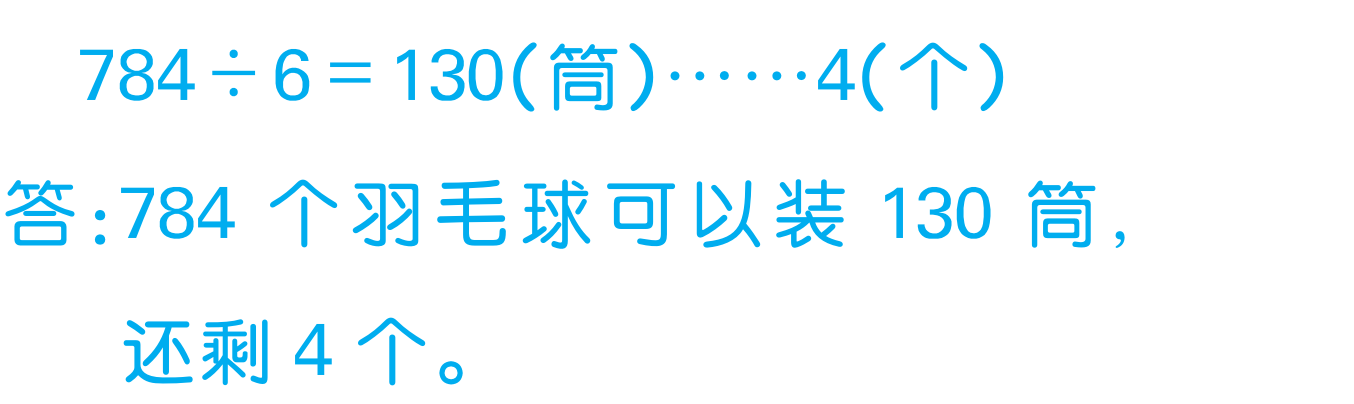 784÷6=130(筒)……4(个)
答:784 个羽毛球可以装 130 筒,
还剩 4 个。